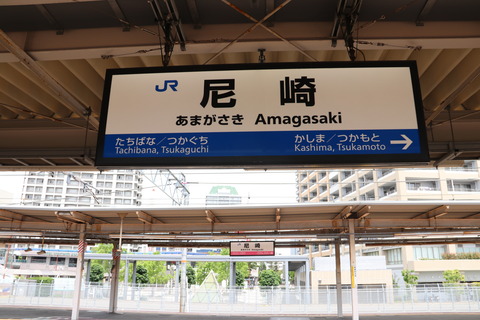 JR 尼崎
あまがさき Amagasaki
たちばな／つかぐち かしま／つかもと
Tachibana, Tsukaguchi Kashima, Tsukamoto →
尼崎